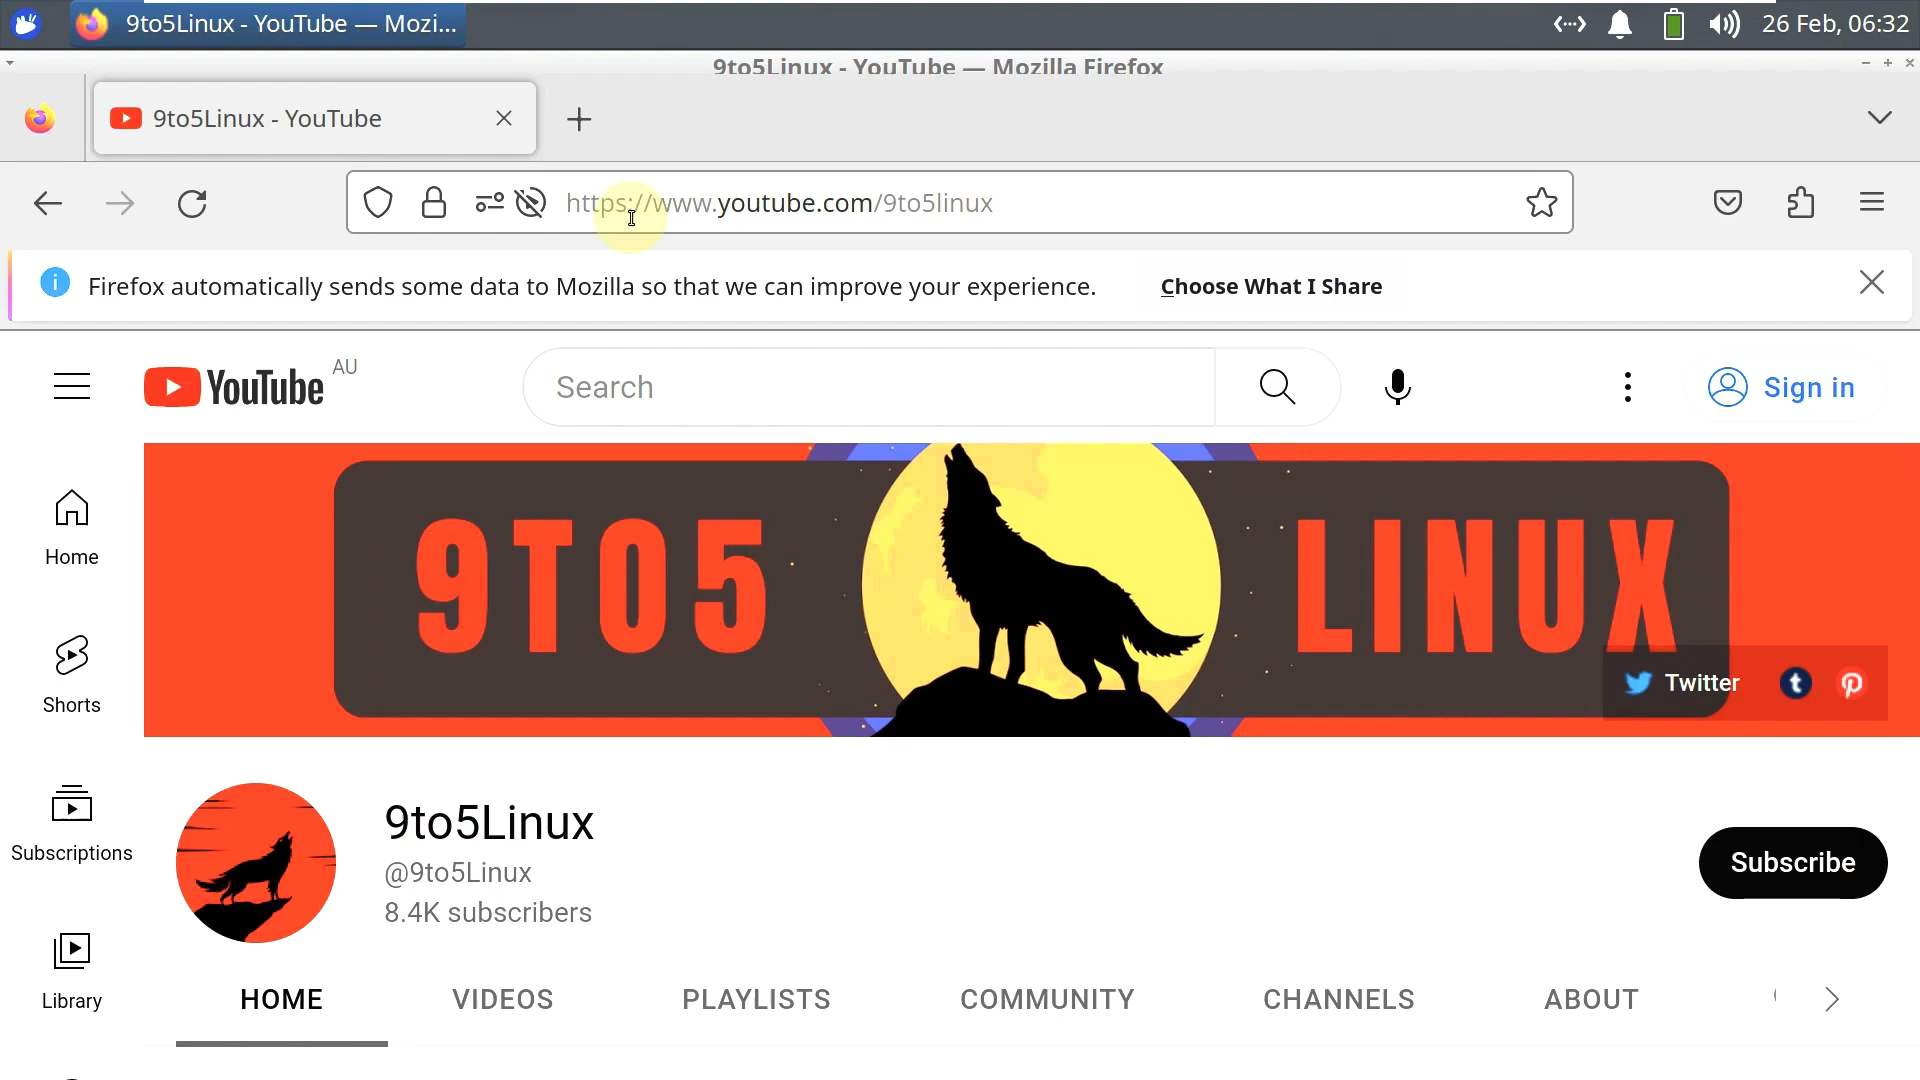 9to5Linux - YouTube — Mozi...
26 Feb, 06:32
9to5Linux - YouTube — Mozilla Firefox
9to5Linux - YouTube
https://www.youtube.com/9to5linux
Firefox automatically sends some data to Mozilla so that we can improve your experience.
Choose What I Share
YouTube AU
Search
Sign in
9TO5 LINUX
Twitter
Home
Shorts
Subscriptions
Library
9to5Linux
@9to5Linux
8.4K subscribers
Subscribe
HOME VIDEOS PLAYLISTS COMMUNITY CHANNELS ABOUT